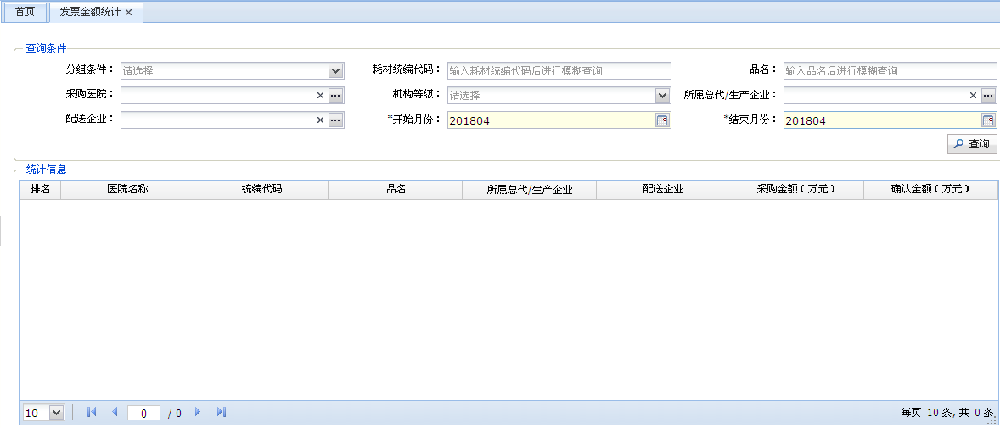 首页 发票金额统计
查询条件
分组条件： 请选择 耗材统编代码： 输入耗材统编代码后进行模糊查询 品名： 输入品名后进行模糊查询
采购医院： 机构等级： 请选择 所属总代/生产企业：
配送企业： *开始月份： 201804 *结束月份： 201804
查询
统计信息
排名 医院名称 统编代码 品名 所属总代/生产企业 配送企业 采购金额(万元) 确认金额(万元)
10 0 / 0 每页 10 条, 共 0 条